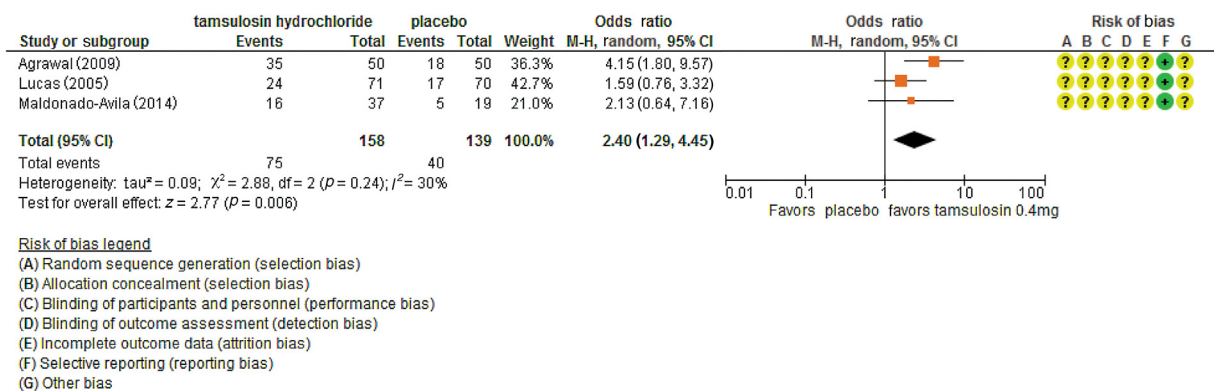 tamsulosin hydrochloride placebo Odds ratio Odds ratio Risk of bias
Study or subgroup Events Total Events Total Weight M-H, random, 95% CI M-H, random, 95% CI A B C D E F G
Agrawal (2009) 35 50 18 50 36.3% 4.15 (1.80, 9.57) ? ? ? ? ? + ?
Lucas (2005) 24 71 17 70 42.7% 1.59 (0.76, 3.32) ? ? ? ? ? + ?
Maldonado-Avila (2014) 16 37 5 19 21.0% 2.13 (0.64, 7.16) ? ? ? ? ? + ?
Total (95% CI) 158 139 100.0% 2.40 (1.29, 4.45)
Total events 75 40
Heterogeneity: tau² = 0.09; χ² = 2.88, df = 2 (p = 0.24); I² = 30%
Test for overall effect: z = 2.77 (p = 0.006)
0.01 0.1 1 10 100
Favors placebo favors tamsulosin 0.4mg
Risk of bias legend
(A) Random sequence generation (selection bias)
(B) Allocation concealment (selection bias)
(C) Blinding of participants and personnel (performance bias)
(D) Blinding of outcome assessment (detection bias)
(E) Incomplete outcome data (attrition bias)
(F) Selective reporting (reporting bias)
(G) Other bias